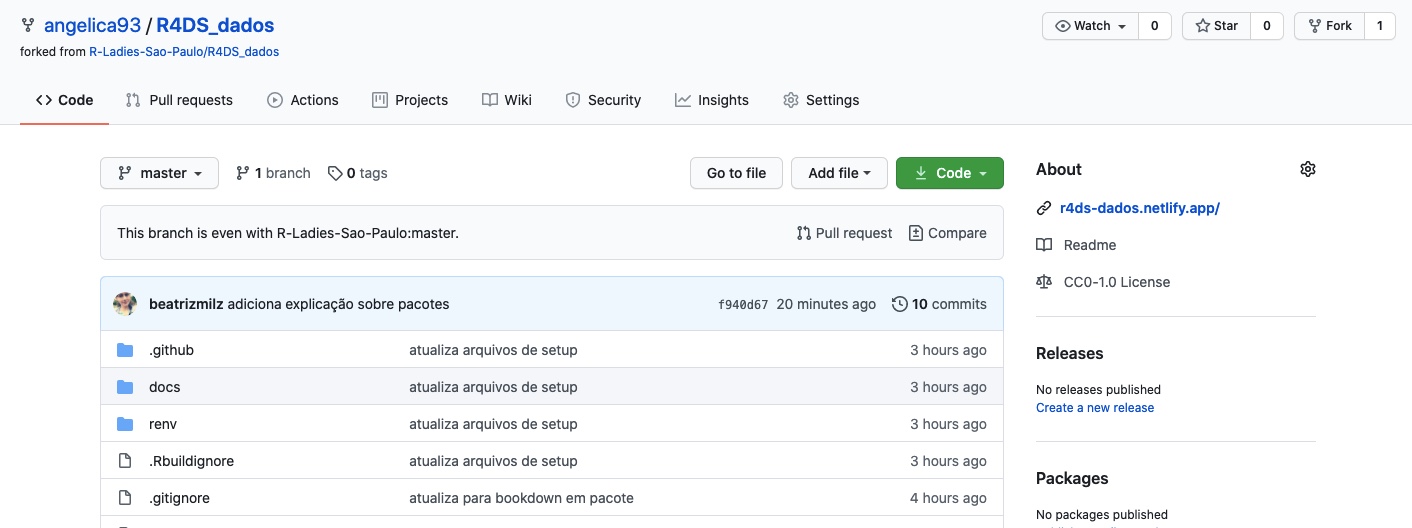 angelica93 / R4DS_dados
Watch 0 Star 0 Fork 1
forked from R-Ladies-Sao-Paulo/R4DS_dados
Code Pull requests Actions Projects Wiki Security Insights Settings
master 1 branch 0 tags Go to file Add file Code
This branch is even with R-Ladies-Sao-Paulo:master. Pull request Compare
beatrizmilz adiciona explicação sobre pacotes f940d67 20 minutes ago 10 commits
.github atualiza arquivos de setup 3 hours ago
docs atualiza arquivos de setup 3 hours ago
renv atualiza arquivos de setup 3 hours ago
.Rbuildignore atualiza arquivos de setup 3 hours ago
.gitignore atualiza para bookdown em pacote 4 hours ago
About
r4ds-dados.netlify.app/
Readme
CC0-1.0 License
Releases
No releases published
Create a new release
Packages
No packages published